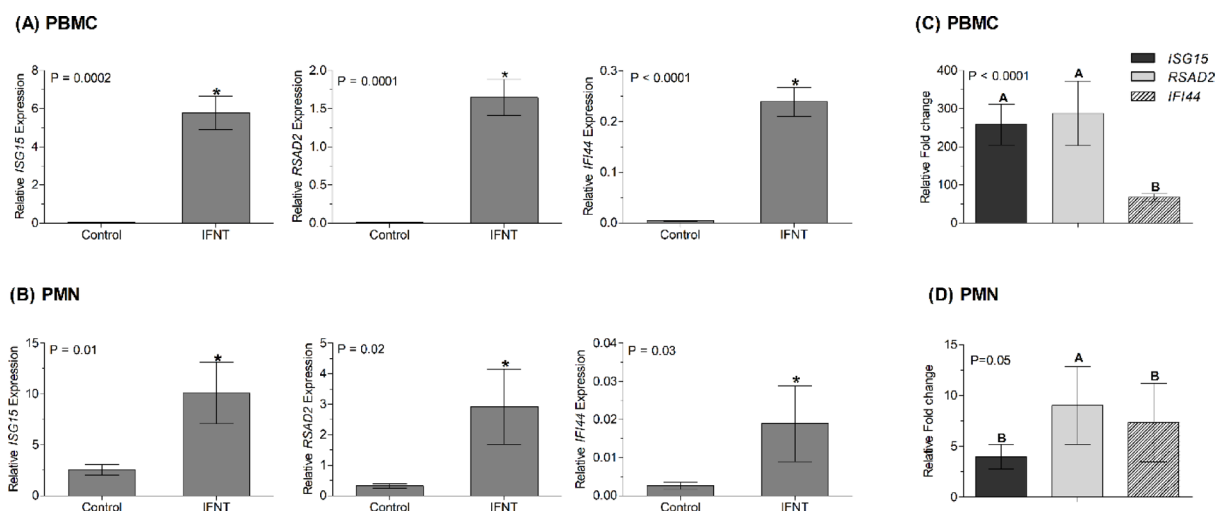 (A) PBMC
P = 0.0002
Relative ISG15 Expression
8
6
4
2
0
*
Control
IFNT
P = 0.0001
Relative RSAD2 Expression
2.0
1.5
1.0
0.5
0.0
*
Control
IFNT
P < 0.0001
Relative IFI44 Expression
0.3
0.2
0.1
0.0
*
Control
IFNT
(C) PBMC
P < 0.0001
Relative Fold change
400
300
200
100
0
A
A
B
ISG15
RSAD2
IFI44
(B) PMN
P = 0.01
Relative ISG15 Expression
15
10
5
0
*
Control
IFNT
P = 0.02
Relative RSAD2 Expression
5
4
3
2
1
0
*
Control
IFNT
P = 0.03
Relative IFI44 Expression
0.04
0.03
0.02
0.01
0.00
*
Control
IFNT
(D) PMN
P=0.05
Relative Fold change
15
10
5
0
B
A
B